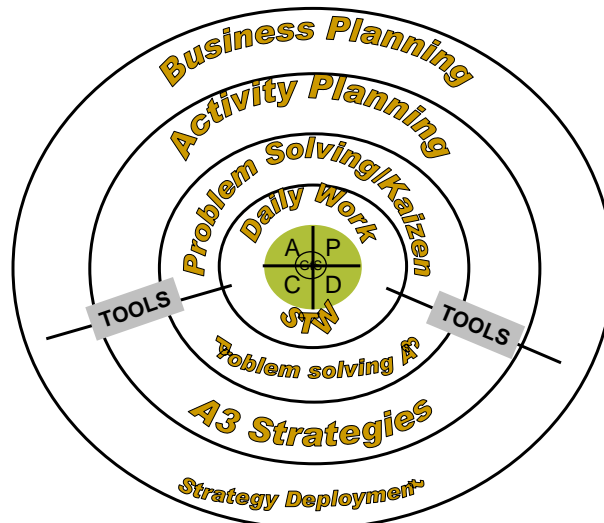 Business Planning
Activity Planning
Problem Solving/Kaizen
Daily Work
A P
C D
STW
TOOLS
TOOLS
Problem solving A3
A3 Strategies
Strategy Deployment